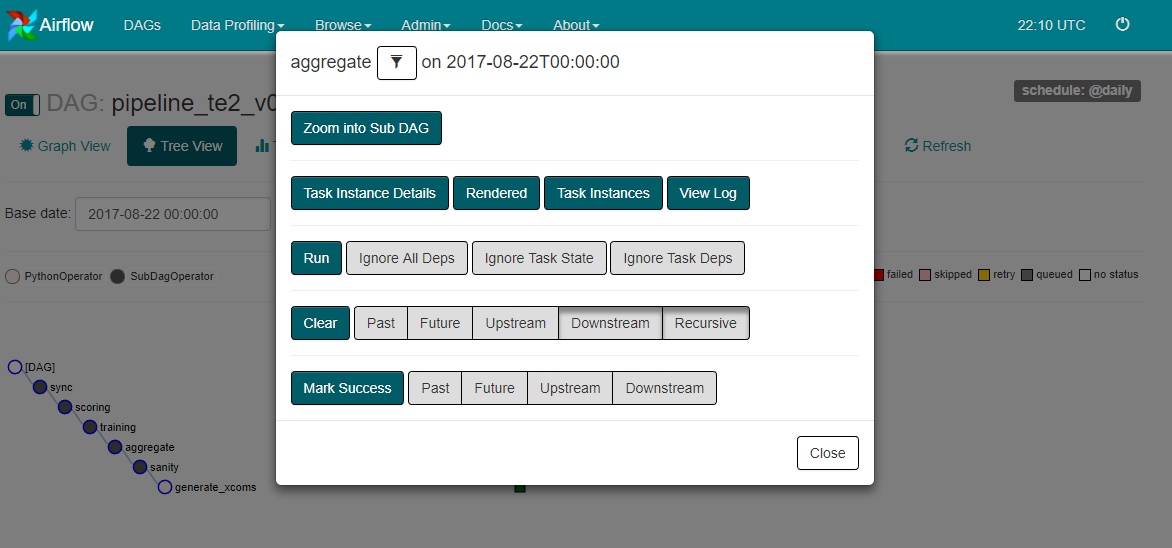 Airflow DAGs Data Profiling Browse Admin Docs About 22:10 UTC
aggregate on 2017-08-22T00:00:00
schedule: @daily
On DAG: pipeline_te2_v0
Zoom into Sub DAG
Graph View Tree View Refresh
Task Instance Details Rendered Task Instances View Log
Base date: 2017-08-22 00:00:00
Run Ignore All Deps Ignore Task State Ignore Task Deps
PythonOperator SubDagOperator failed skipped retry queued no status
Clear Past Future Upstream Downstream Recursive
[DAG]
sync
Mark Success Past Future Upstream Downstream
scoring
training
aggregate
Close
sanity
generate_xcoms